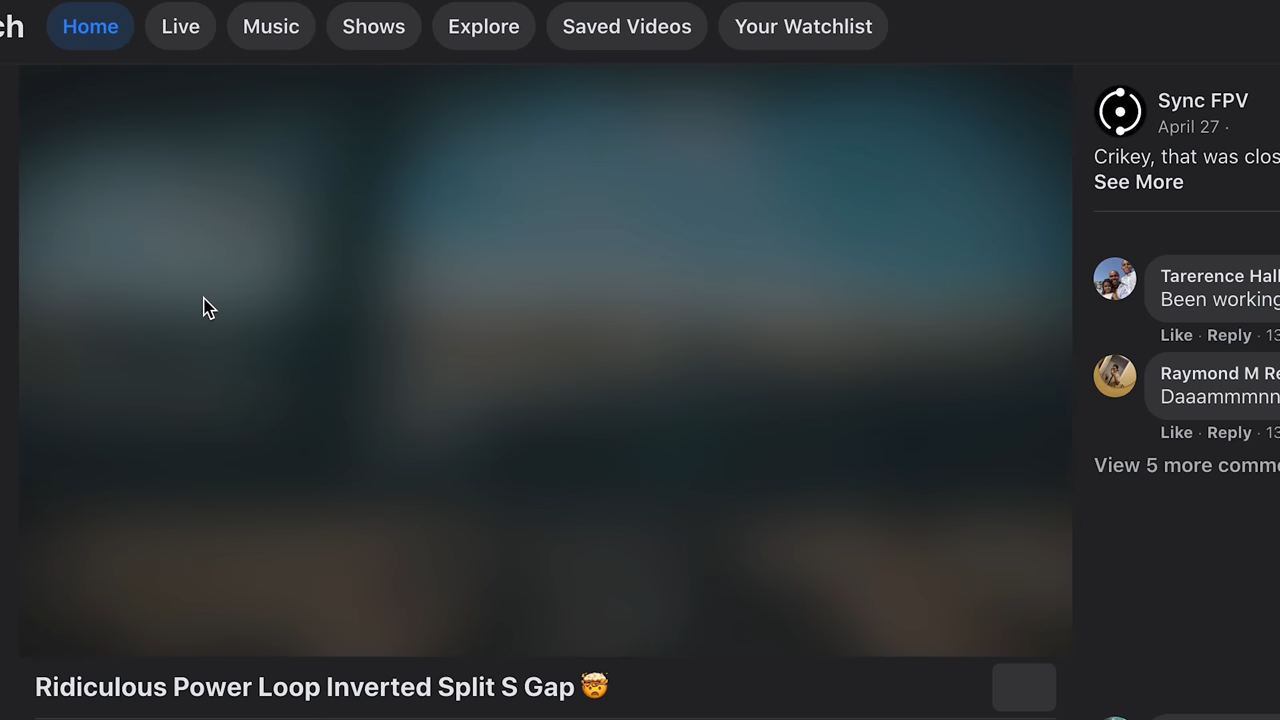 ch
Home
Live
Music
Shows
Explore
Saved Videos
Your Watchlist
Sync FPV
April 27 ·
Crikey, that was clos
See More
Tarerence Hall
Been working
Like · Reply · 13
Raymond M Re
Daaammmnn
Like · Reply · 13
View 5 more comme
Ridiculous Power Loop Inverted Split S Gap 🤯